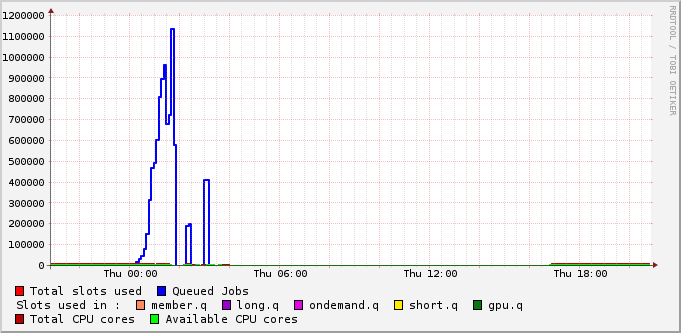 RRDTOOL / TOBI OETIKER
1200000
1100000
1000000
900000
800000
700000
600000
500000
400000
300000
200000
100000
0
Thu 00:00 Thu 06:00 Thu 12:00 Thu 18:00
Total slots used Queued Jobs
Slots used in : member.q long.q ondemand.q short.q gpu.q
Total CPU cores Available CPU cores